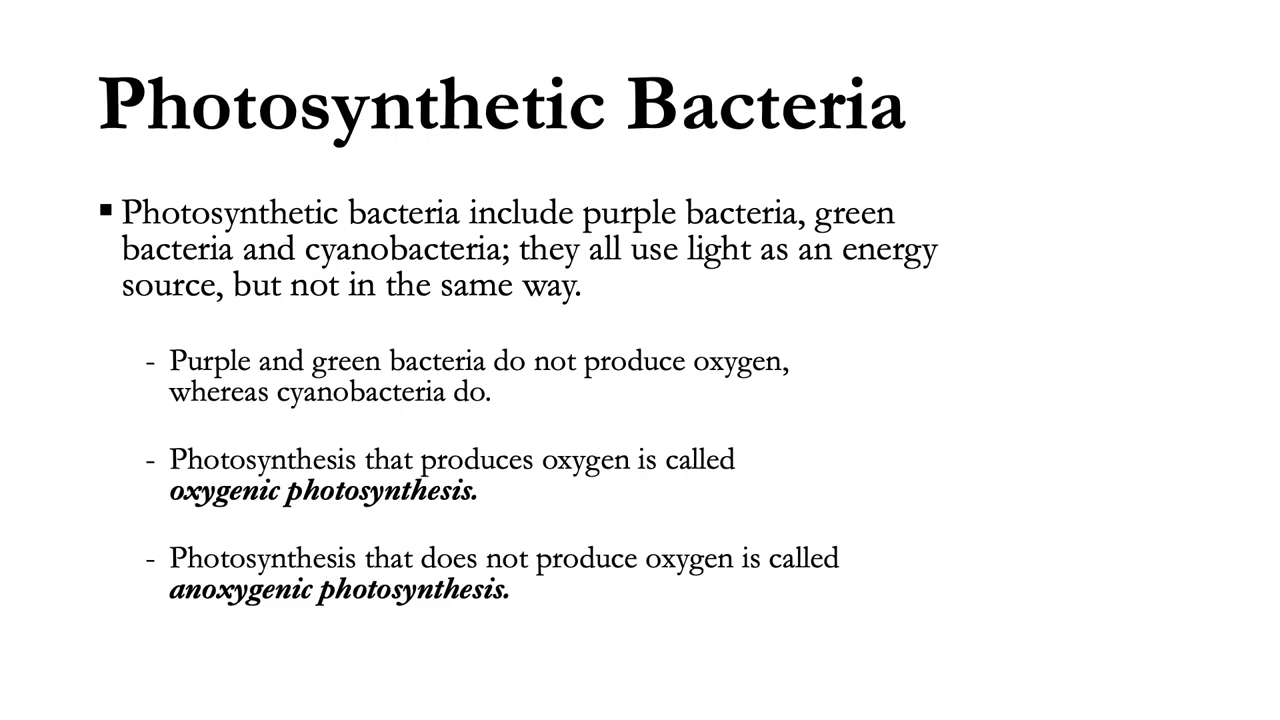 Photosynthetic Bacteria
▪ Photosynthetic bacteria include purple bacteria, green
bacteria and cyanobacteria; they all use light as an energy
source, but not in the same way.
- Purple and green bacteria do not produce oxygen,
whereas cyanobacteria do.
- Photosynthesis that produces oxygen is called
oxygenic photosynthesis.
- Photosynthesis that does not produce oxygen is called
anoxygenic photosynthesis.